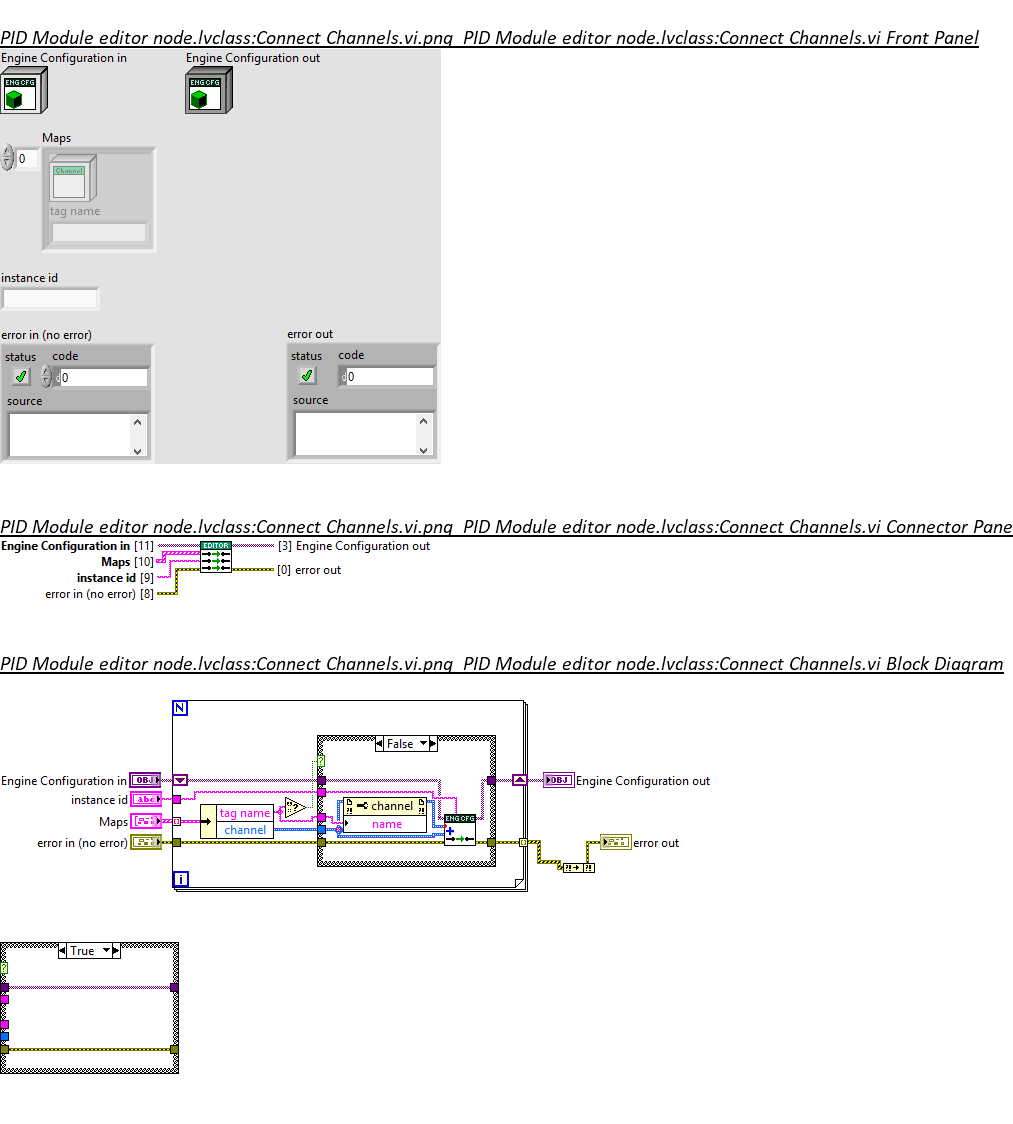 PID Module editor node.lvclass:Connect Channels.vi.png PID Module editor node.lvclass:Connect Channels.vi Front Panel
Engine Configuration in
Engine Configuration out
ENG CFG
ENG CFG
Maps
0
Channel
tag name
instance id
error in (no error)
status code
0
source
error out
status code
0
source
PID Module editor node.lvclass:Connect Channels.vi.png PID Module editor node.lvclass:Connect Channels.vi Connector Pane
Engine Configuration in [11]
Maps [10]
instance id [9]
error in (no error) [8]
EDITOR
[3] Engine Configuration out
[0] error out
PID Module editor node.lvclass:Connect Channels.vi.png PID Module editor node.lvclass:Connect Channels.vi Block Diagram
N
False
?
Engine Configuration in
OBJ
OBJ
Engine Configuration out
instance id
abc
Maps
tag name
channel
?
channel
name
ENG CFG
error in (no error)
error out
?!
?!
i
True
?